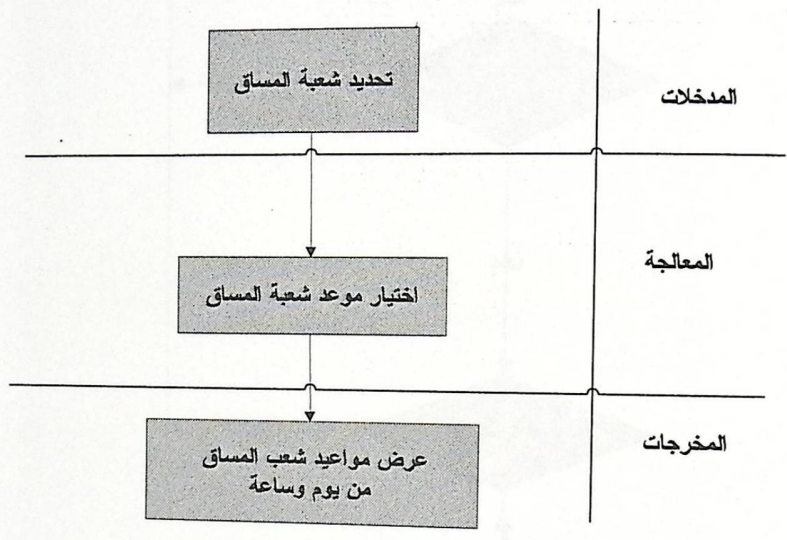 المدخلات
تحديد شعبة المساق
المعالجة
اختيار موعد شعبة المساق
المخرجات
عرض مواعيد شعب المساق
من يوم وساعة